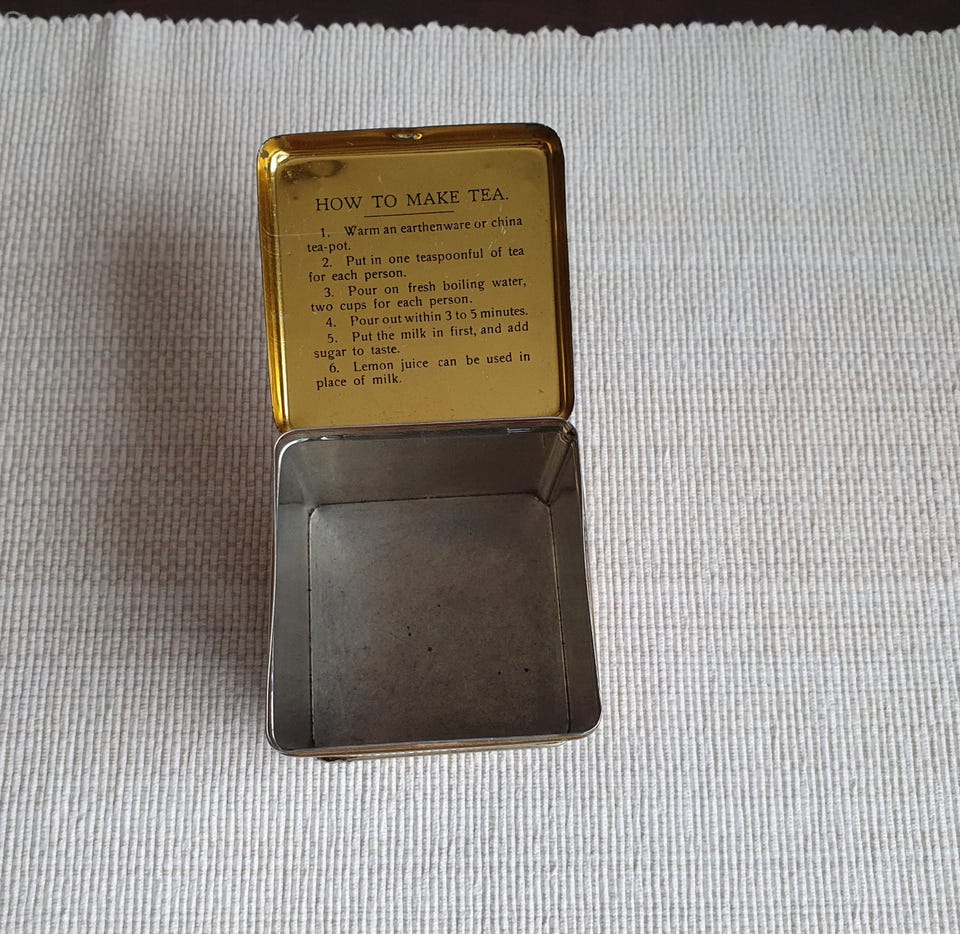 HOW TO MAKE TEA.
1. Warm an earthenware or china
tea-pot.
2. Put in one teaspoonful of tea
for each person.
3. Pour on fresh boiling water,
two cups for each person.
4. Pour out within 3 to 5 minutes.
5. Put the milk in first, and add
sugar to taste.
6. Lemon juice can be used in
place of milk.